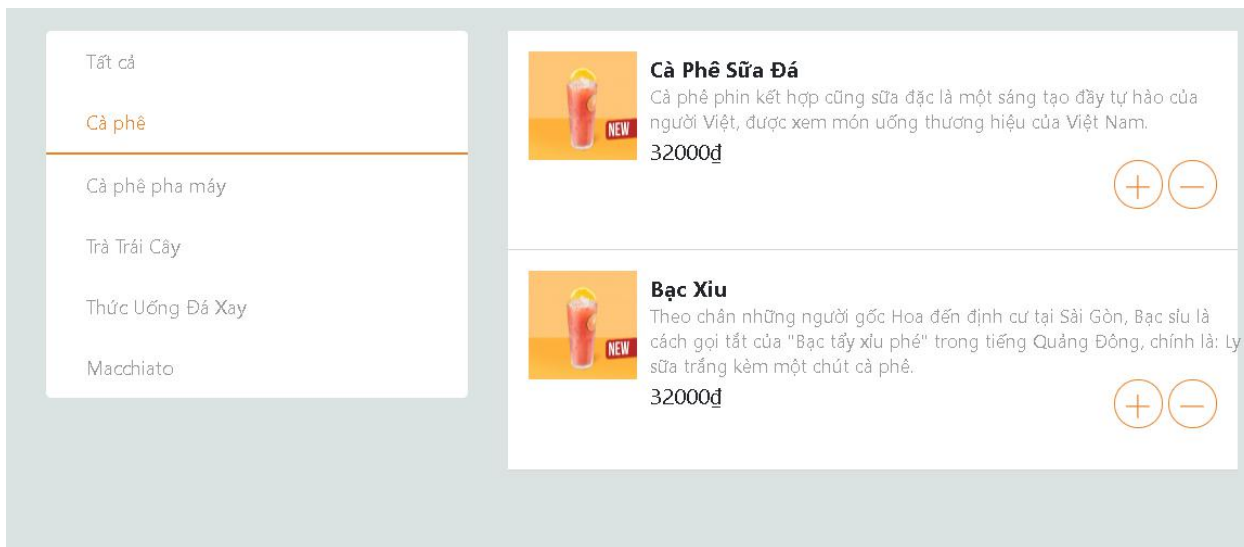 Tất cả
Cà phê
Cà phê pha máy
Trà Trái Cây
Thức Uống Đá Xay
Macchiato
NEW
Cà Phê Sữa Đá
Cà phê phin kết hợp cũng sữa đặc là một sáng tạo đầy tự hào của
người Việt, được xem món uống thương hiệu của Việt Nam.
32000đ
NEW
Bạc Xỉu
Theo chân những người gốc Hoa đến định cư tại Sài Gòn, Bạc sỉu là
cách gọi tắt của "Bạc tẩy xỉu phé" trong tiếng Quảng Đông, chính là: Ly
sữa trắng kèm một chút cà phê.
32000đ